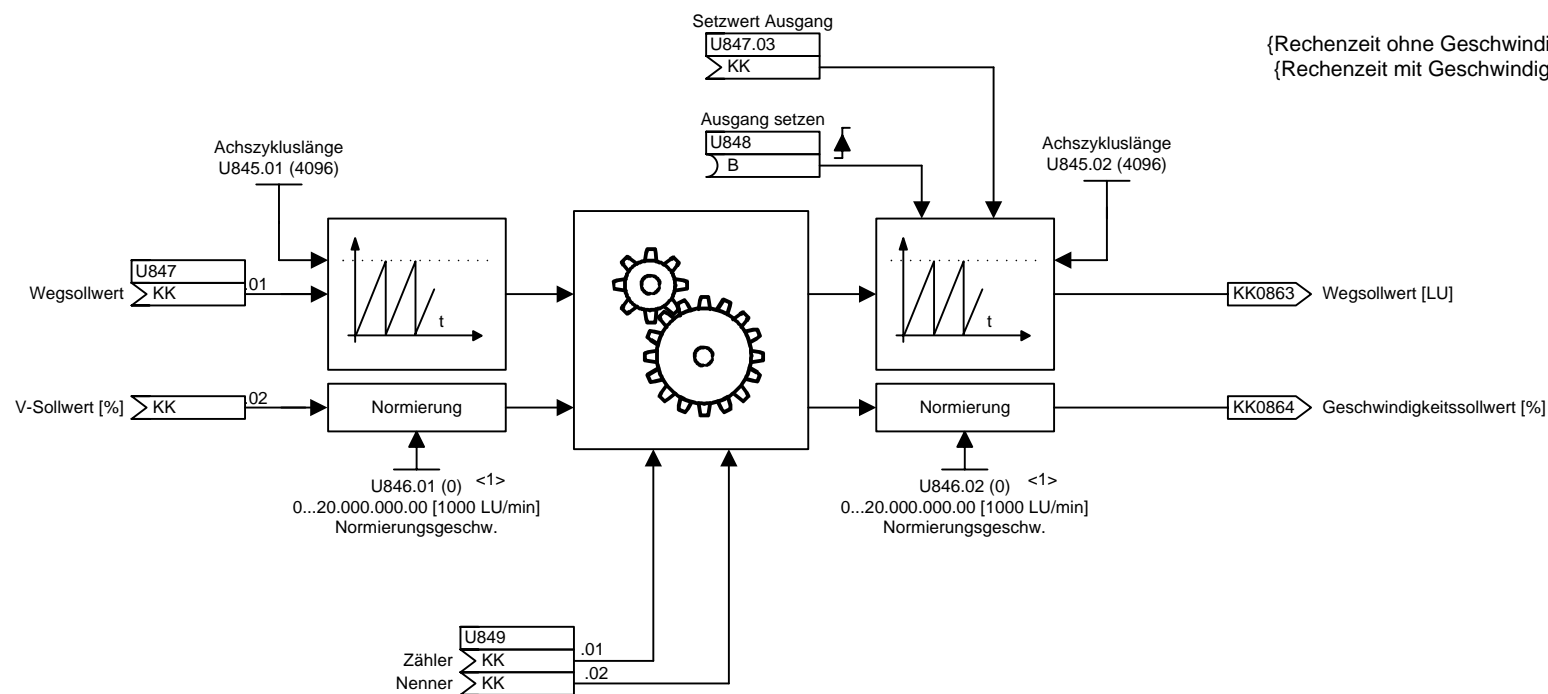 Setzwert Ausgang
U847.03
KK
{Rechenzeit ohne Geschwindi
{Rechenzeit mit Geschwindig
Ausgang setzen
U848
B
Achszykluslänge
U845.01 (4096)
Achszykluslänge
U845.02 (4096)
t
t
U847
Wegsollwert
KK
.01
KK0863
Wegsollwert [LU]
V-Sollwert [%]
KK
.02
Normierung
Normierung
KK0864
Geschwindigkeitssollwert [%]
U846.01 (0) <1>
0...20.000.000.00 [1000 LU/min]
Normierungsgeschw.
U846.02 (0) <1>
0...20.000.000.00 [1000 LU/min]
Normierungsgeschw.
U849
Zähler
KK
.01
Nenner
KK
.02